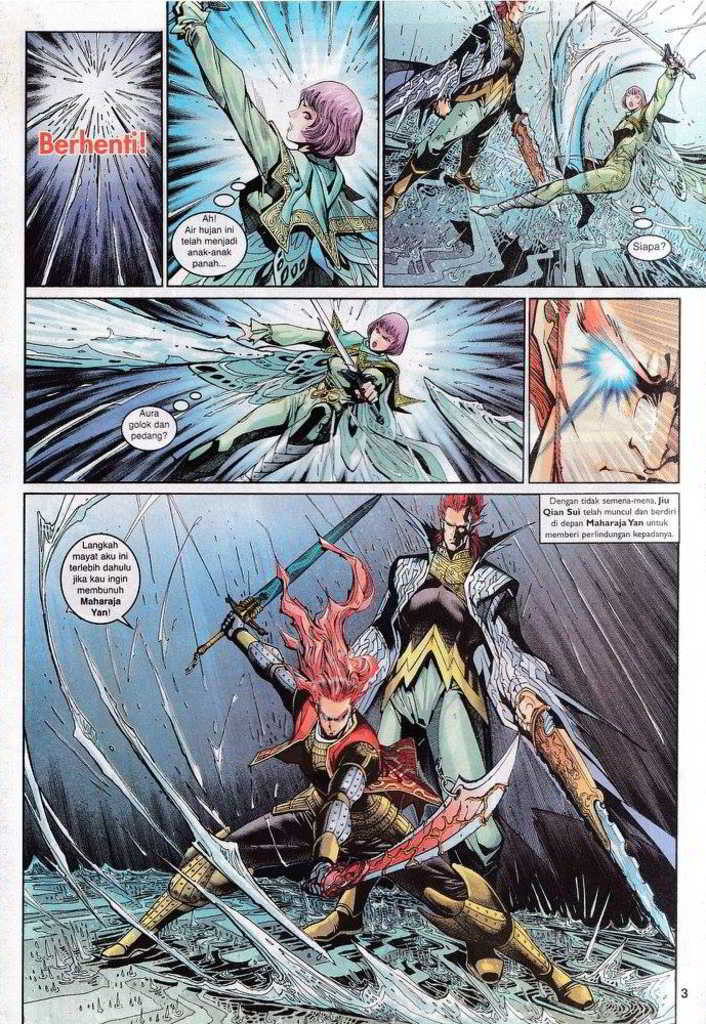 Berhenti!
Ah!
Air hujan ini
telah menjadi
anak-anak
panah...
Siapa?
Aura
golok dan
pedang?
Dengan tidak semena-mena, Jiu
Qian Sui telah muncul dan berdiri
di depan Maharaja Yan untuk
memberi perlindungan kepadanya.
Langkah
mayat aku ini
terlebih dahulu
jika kau ingin
membunuh
Maharaja
Yan!
3